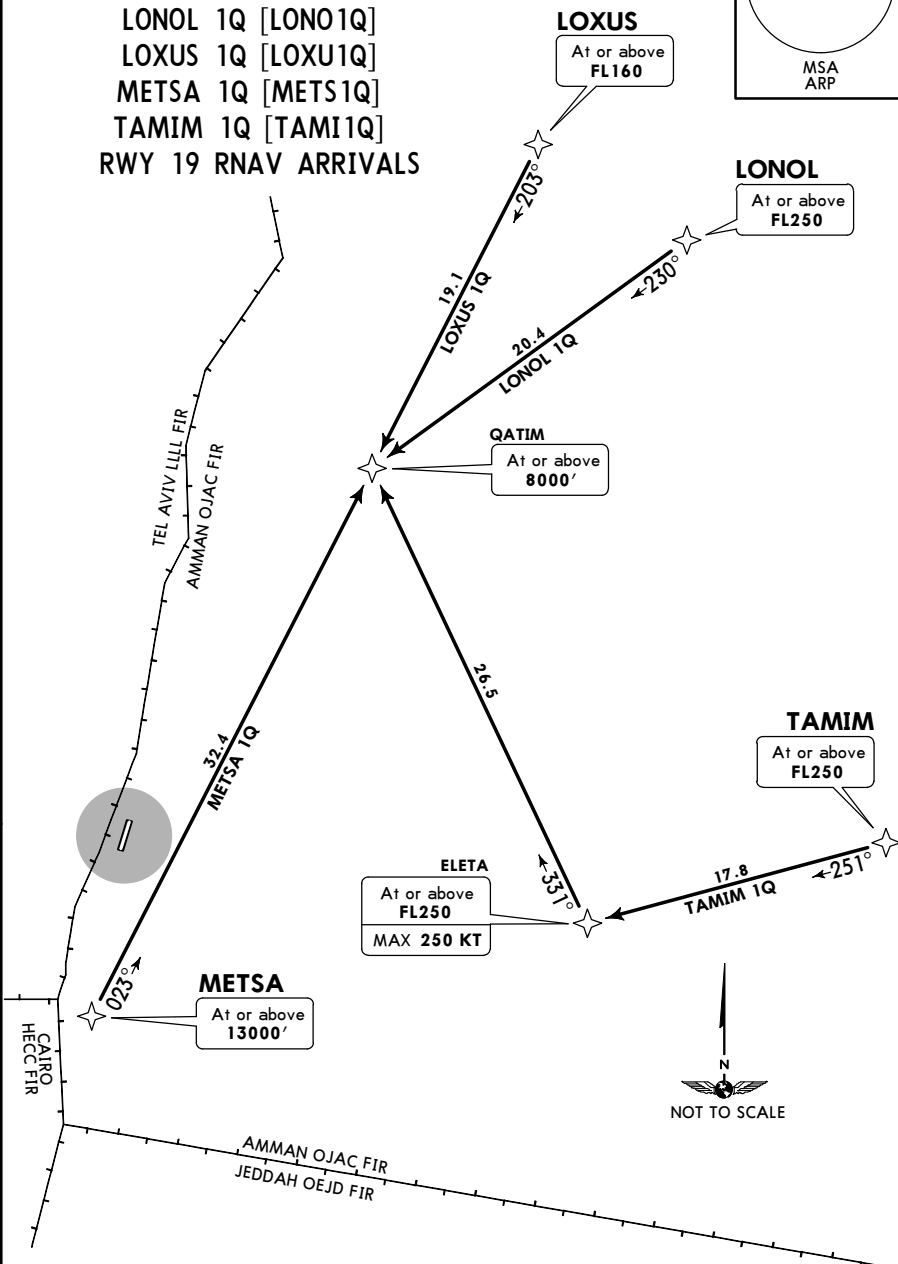 LONOL 1Q [LONO1Q]
LOXUS 1Q [LOXU1Q]
METSA 1Q [METS1Q]
TAMIM 1Q [TAMI1Q]
RWY 19 RNAV ARRIVALS
MSA
ARP
LOXUS
At or above
FL160
203°
LONOL
At or above
FL250
230°
19.1
LOXUS 1Q
20.4
LONOL 1Q
QATIM
At or above
8000'
TEL AVIV LLLL FIR
AMMAN OJAC FIR
26.5
32.4
METSA 1Q
TAMIM
At or above
FL250
251°
17.8
TAMIM 1Q
ELETA
At or above
FL250
MAX 250 KT
331°
METSA
At or above
13000'
023°
CAIRO
HECC FIR
N
NOT TO SCALE
AMMAN OJAC FIR
JEDDAH OEJD FIR